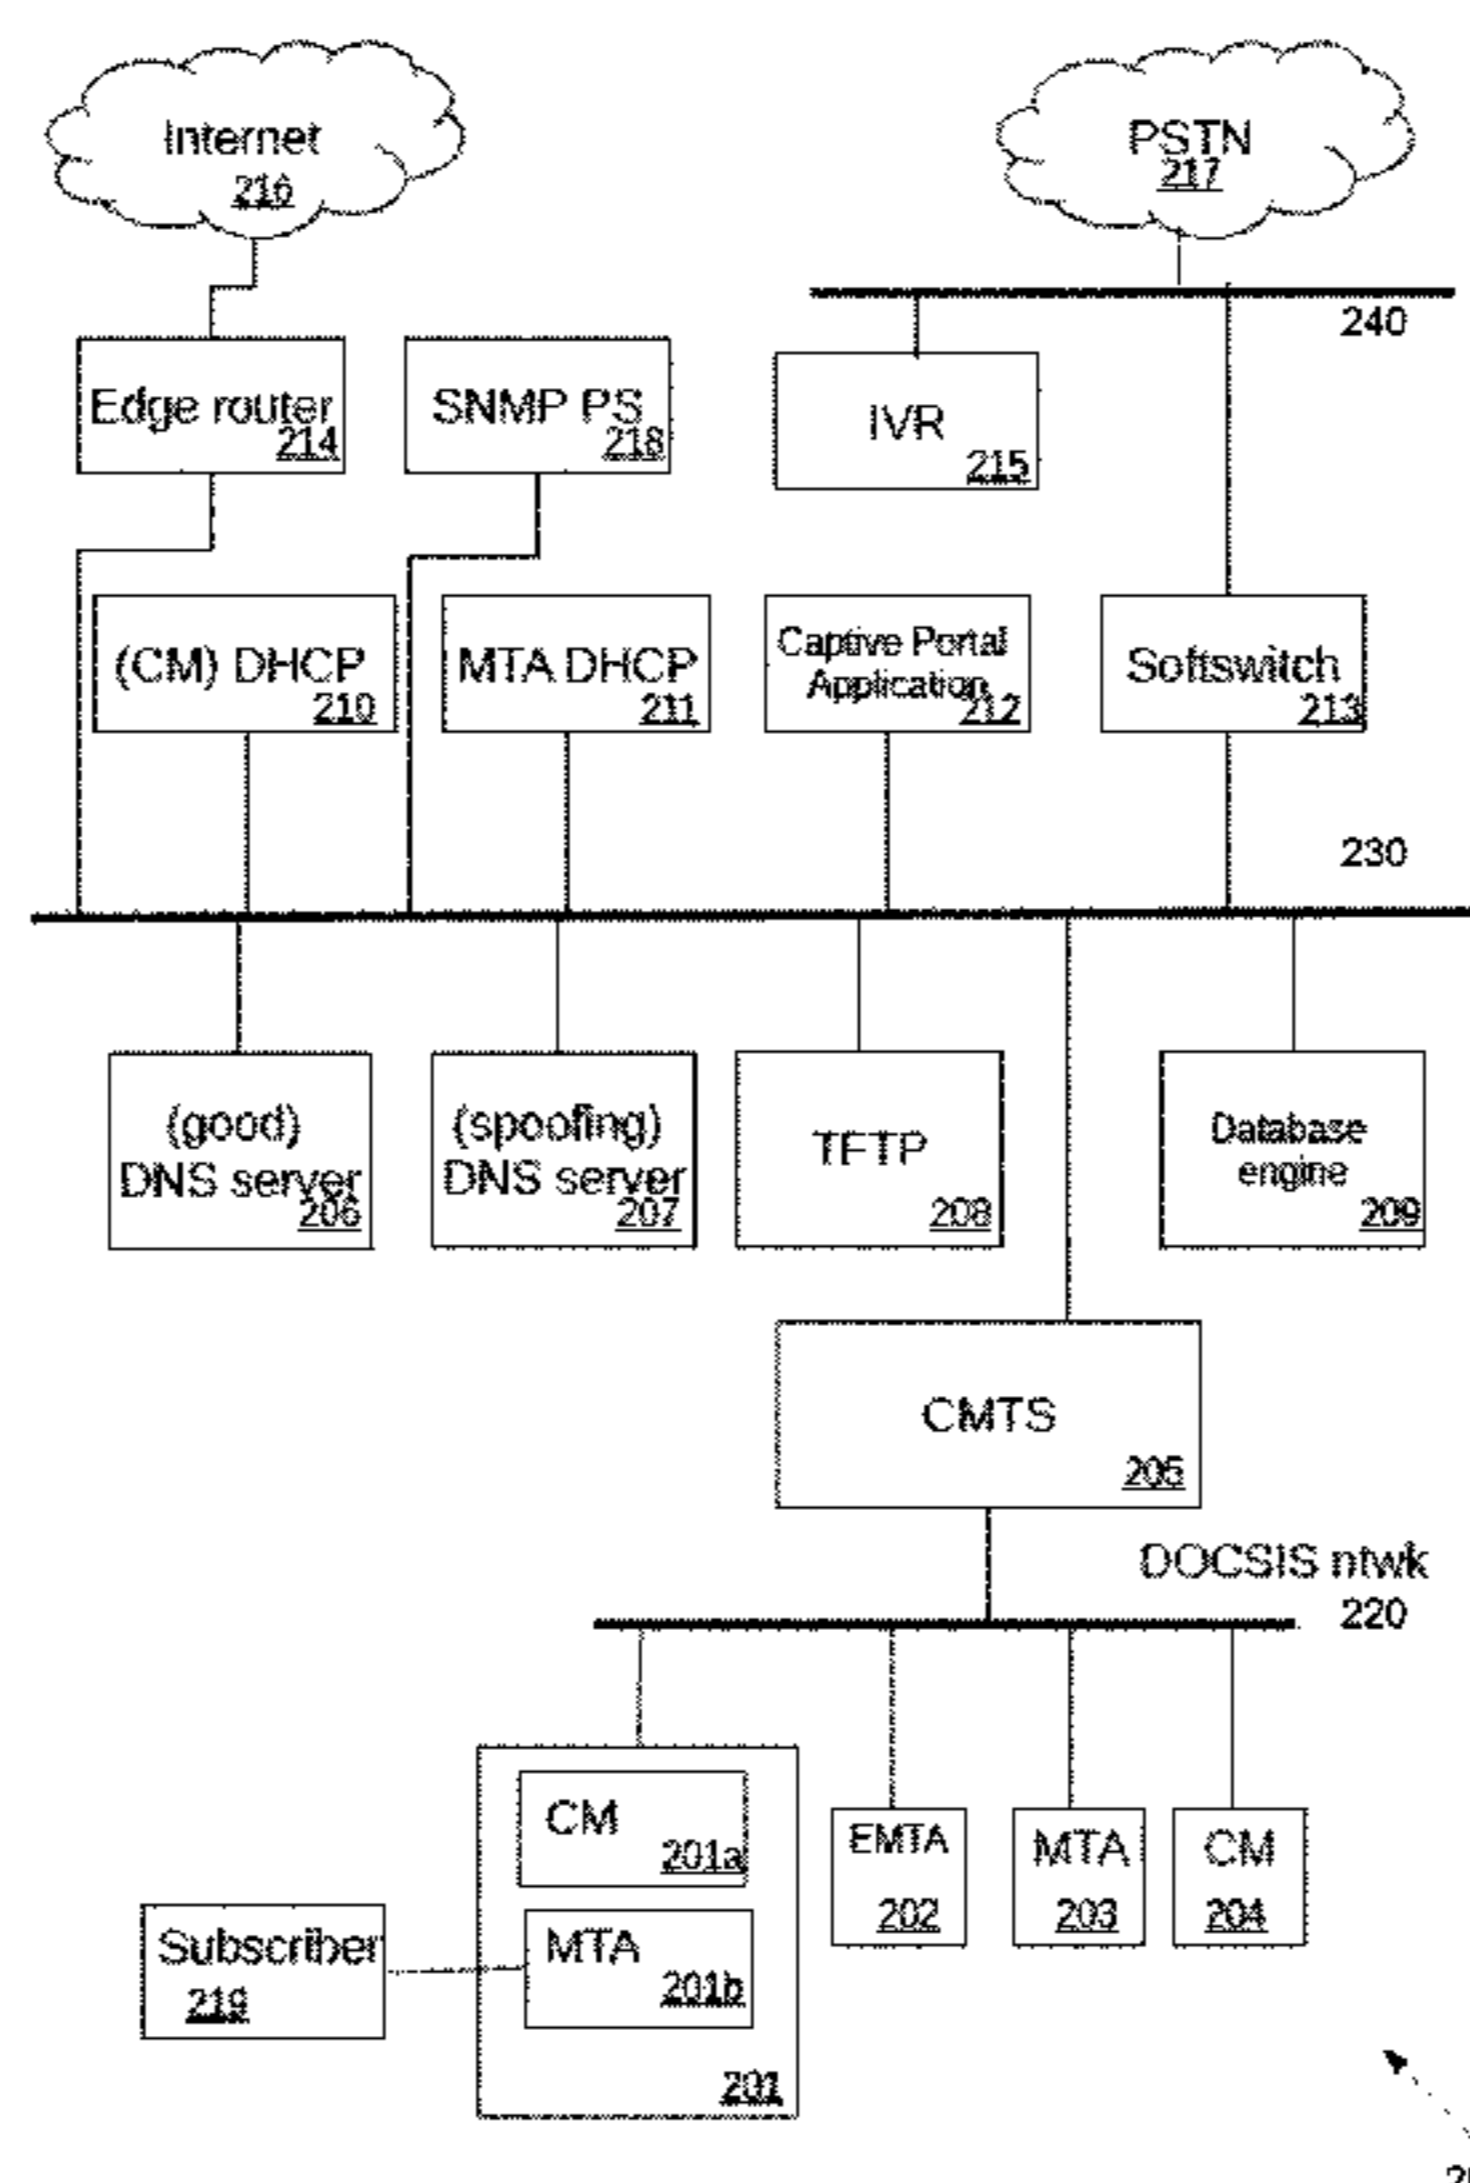 Internet
216
PSTN
217
240
Edge router
214
SNMP PS
218
IVR
215
(CM) DHCP
210
MTA DHCP
211
Captive Portal
Application
212
Softswitch
213
230
(good)
DNS server
206
(spoofing)
DNS server
207
TFTP
208
Database
engine
209
CMTS
205
DOCSIS ntwk
220
CM
201a
EMTA
202
MTA
203
CM
204
Subscriber
219
MTA
201b
201